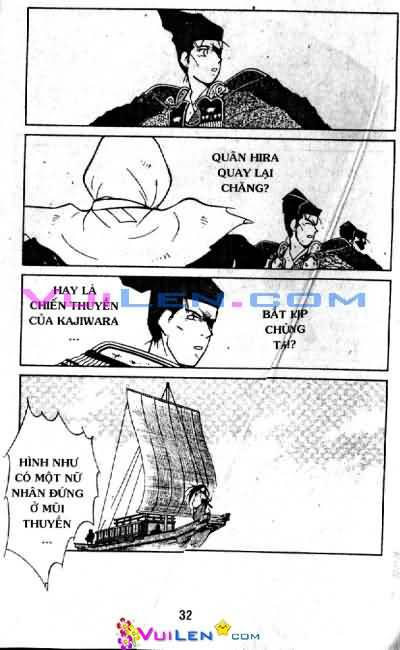 QUÂN HIRA
QUAY LẠI
CHĂNG?
HAY LÀ
CHIẾN THUYỀN
CỦA KAJIWARA
...
BẮT KỊP
CHÚNG
TA!?
VUILEN.COM
HÌNH NHƯ
CÓ MỘT NỮ
NHÂN ĐỨNG
Ở MŨI
THUYỀN
...
32
VUILEN.COM